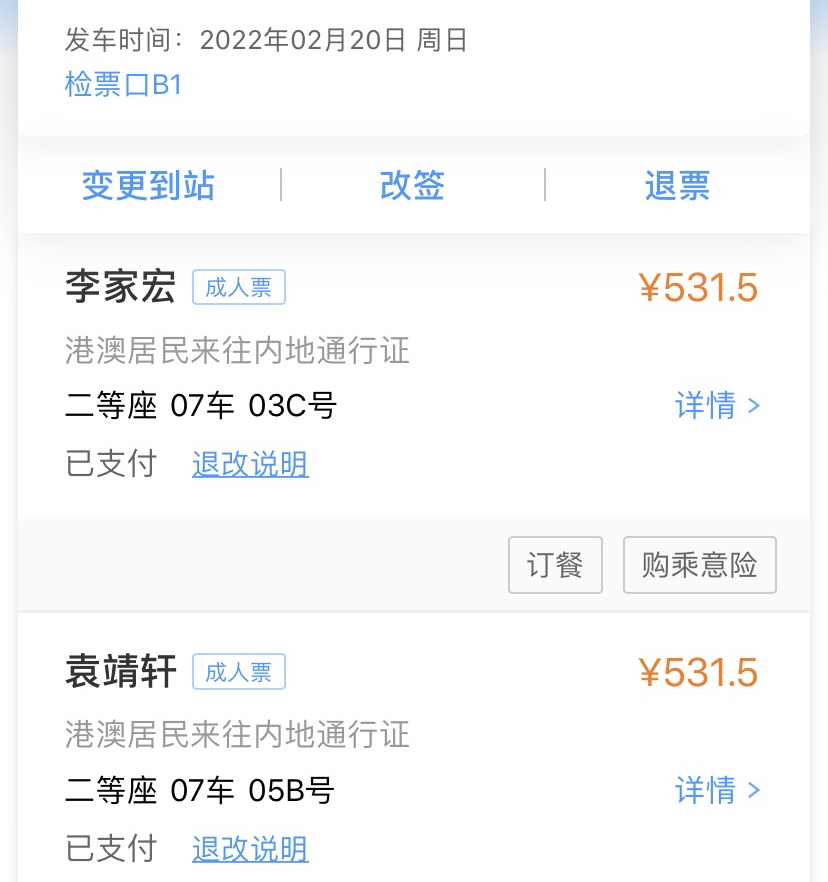 发车时间：2022年02月20日 周日
检票口B1
变更到站 改签 退票
李家宏 成人票 ¥531.5
港澳居民来往内地通行证
二等座 07车 03C号 详情 >
已支付 退改说明
订餐 购乘意险
袁靖轩 成人票 ¥531.5
港澳居民来往内地通行证
二等座 07车 05B号 详情 >
已支付 退改说明